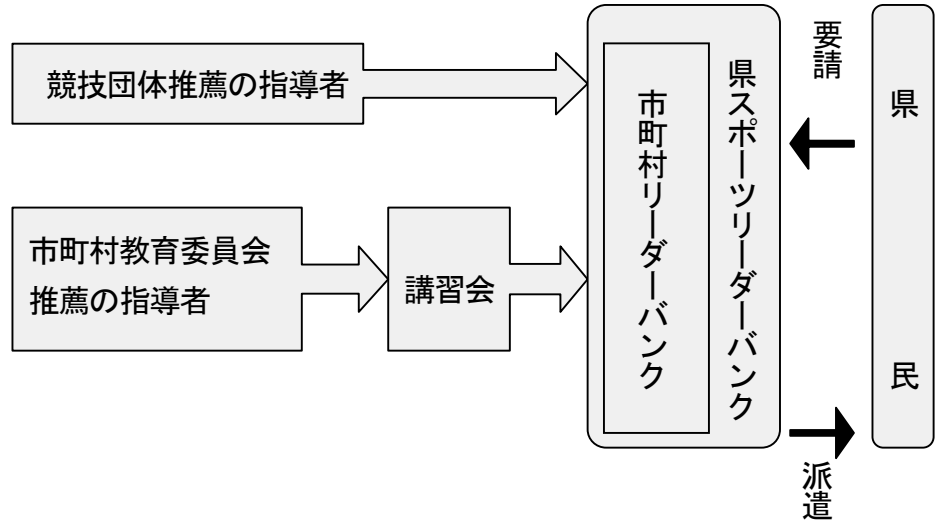 競技団体推薦の指導者
市町村教育委員会
推薦の指導者
講習会
市町村リーダーバンク
県スポーツリーダーバンク
要請
派遣
県民